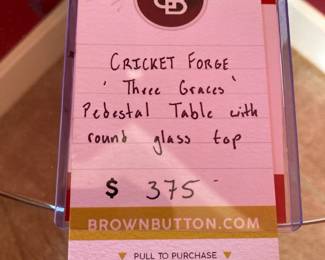 CRICKET FORGE
'Three Graces'
Pedestal Table with
round glass top
$ 375-
BROWNBUTTON.COM
▼ PULL TO PURCHASE ▼